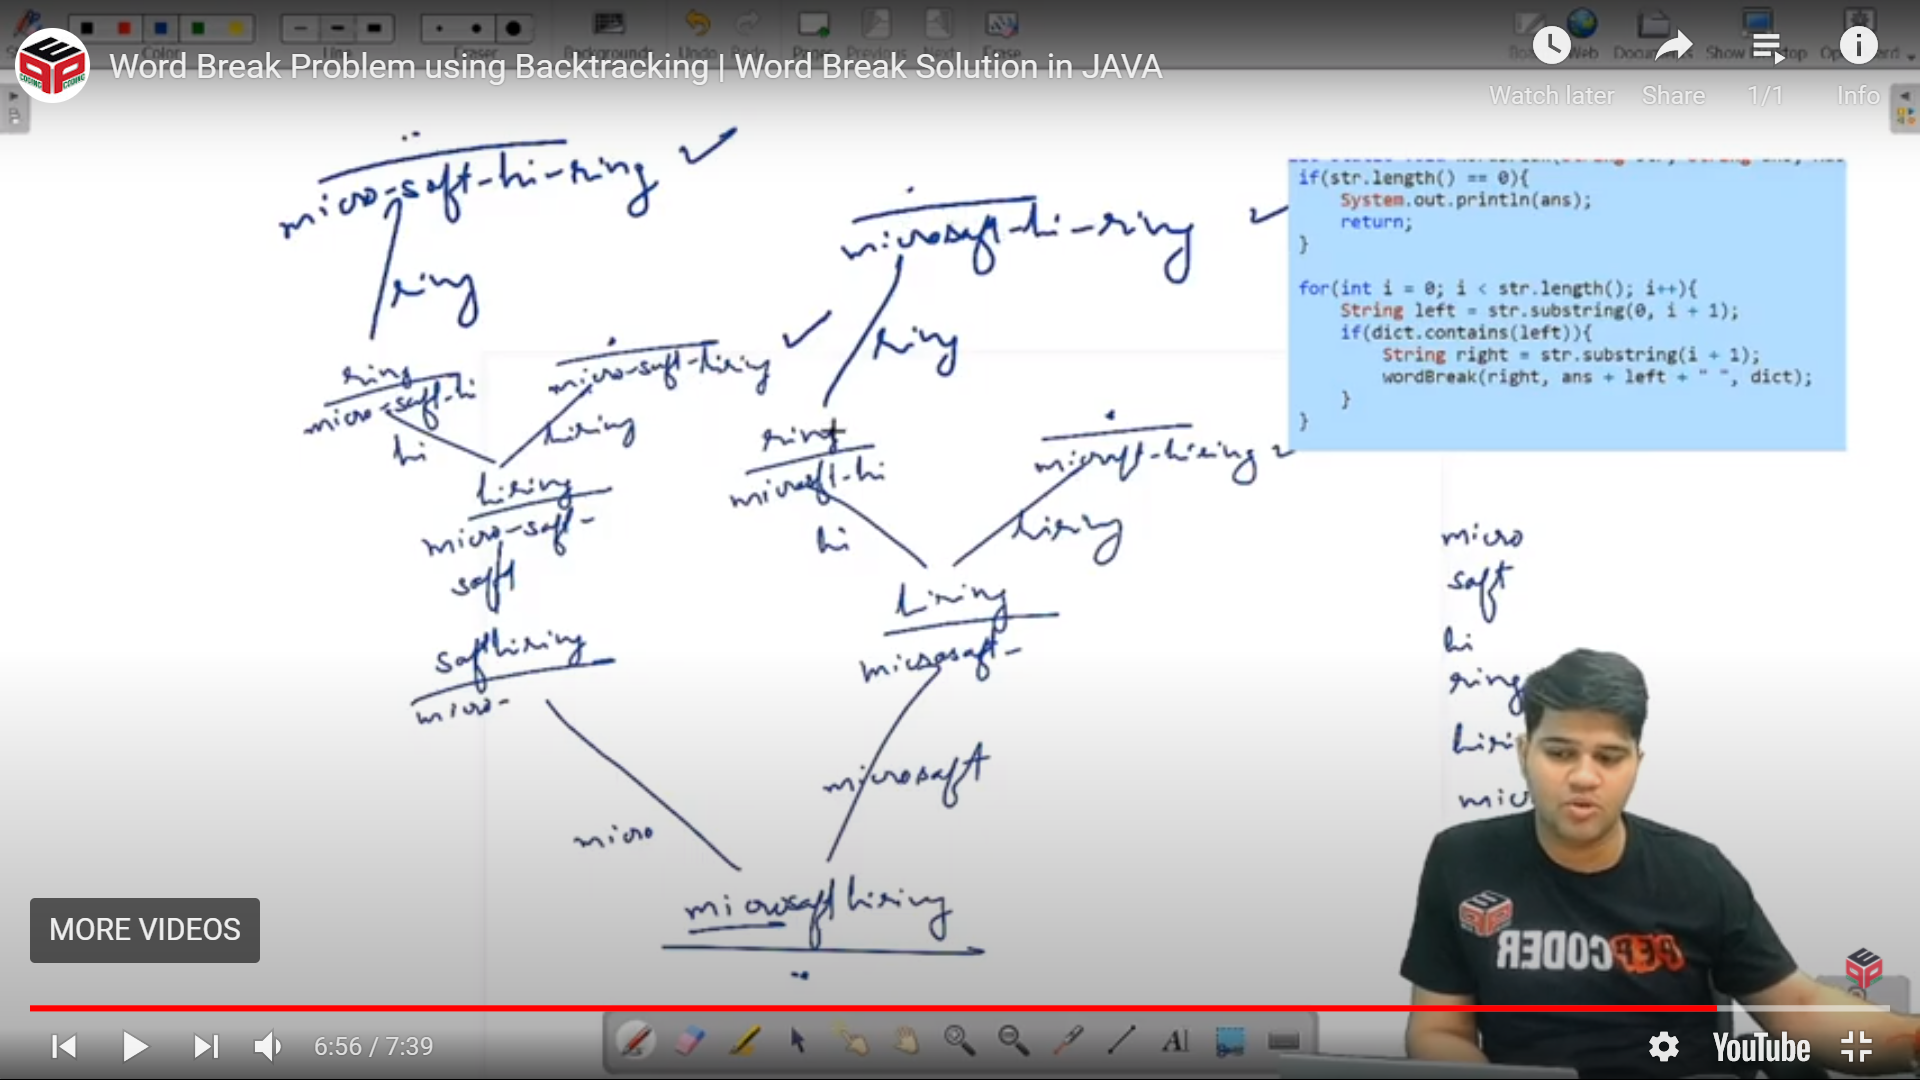 Word Break Problem using Backtracking | Word Break Solution in JAVA
Watch later Share 1/1 Info
micro-soft-hi-ring
microsoft-hi-ring
ring
ring
micro-soft-hiring
ring
micro-soft-hi
hiring
hi
ring
microsoft-hi
microsoft-hiring
hiring
micro-soft-
hi
hiring
soft
hiring
microsoft-
softhiring
micro-
microsoft
micro
microsofthiring
if(str.length() == 0){
System.out.println(ans);
return;
}
for(int i = 0; i < str.length(); i++){
String left = str.substring(0, i + 1);
if(dict.contains(left)){
String right = str.substring(i + 1);
wordBreak(right, ans + left + " ", dict);
}
}
micro
soft
hi
ring
PEPCODER
MORE VIDEOS
6:56 / 7:39
YouTube